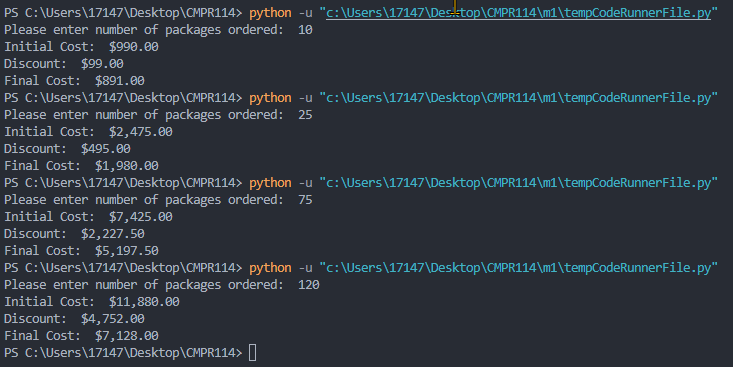 PS C:\Users\17147\Desktop\CMPR114> python -u "c:\Users\17147\Desktop\CMPR114\m1\tempCodeRunnerFile.py"
Please enter number of packages ordered:  10
Initial Cost:  $990.00
Discount:  $99.00
Final Cost:  $891.00
PS C:\Users\17147\Desktop\CMPR114> python -u "c:\Users\17147\Desktop\CMPR114\m1\tempCodeRunnerFile.py"
Please enter number of packages ordered:  25
Initial Cost:  $2,475.00
Discount:  $495.00
Final Cost:  $1,980.00
PS C:\Users\17147\Desktop\CMPR114> python -u "c:\Users\17147\Desktop\CMPR114\m1\tempCodeRunnerFile.py"
Please enter number of packages ordered:  75
Initial Cost:  $7,425.00
Discount:  $2,227.50
Final Cost:  $5,197.50
PS C:\Users\17147\Desktop\CMPR114> python -u "c:\Users\17147\Desktop\CMPR114\m1\tempCodeRunnerFile.py"
Please enter number of packages ordered:  120
Initial Cost:  $11,880.00
Discount:  $4,752.00
Final Cost:  $7,128.00
PS C:\Users\17147\Desktop\CMPR114>